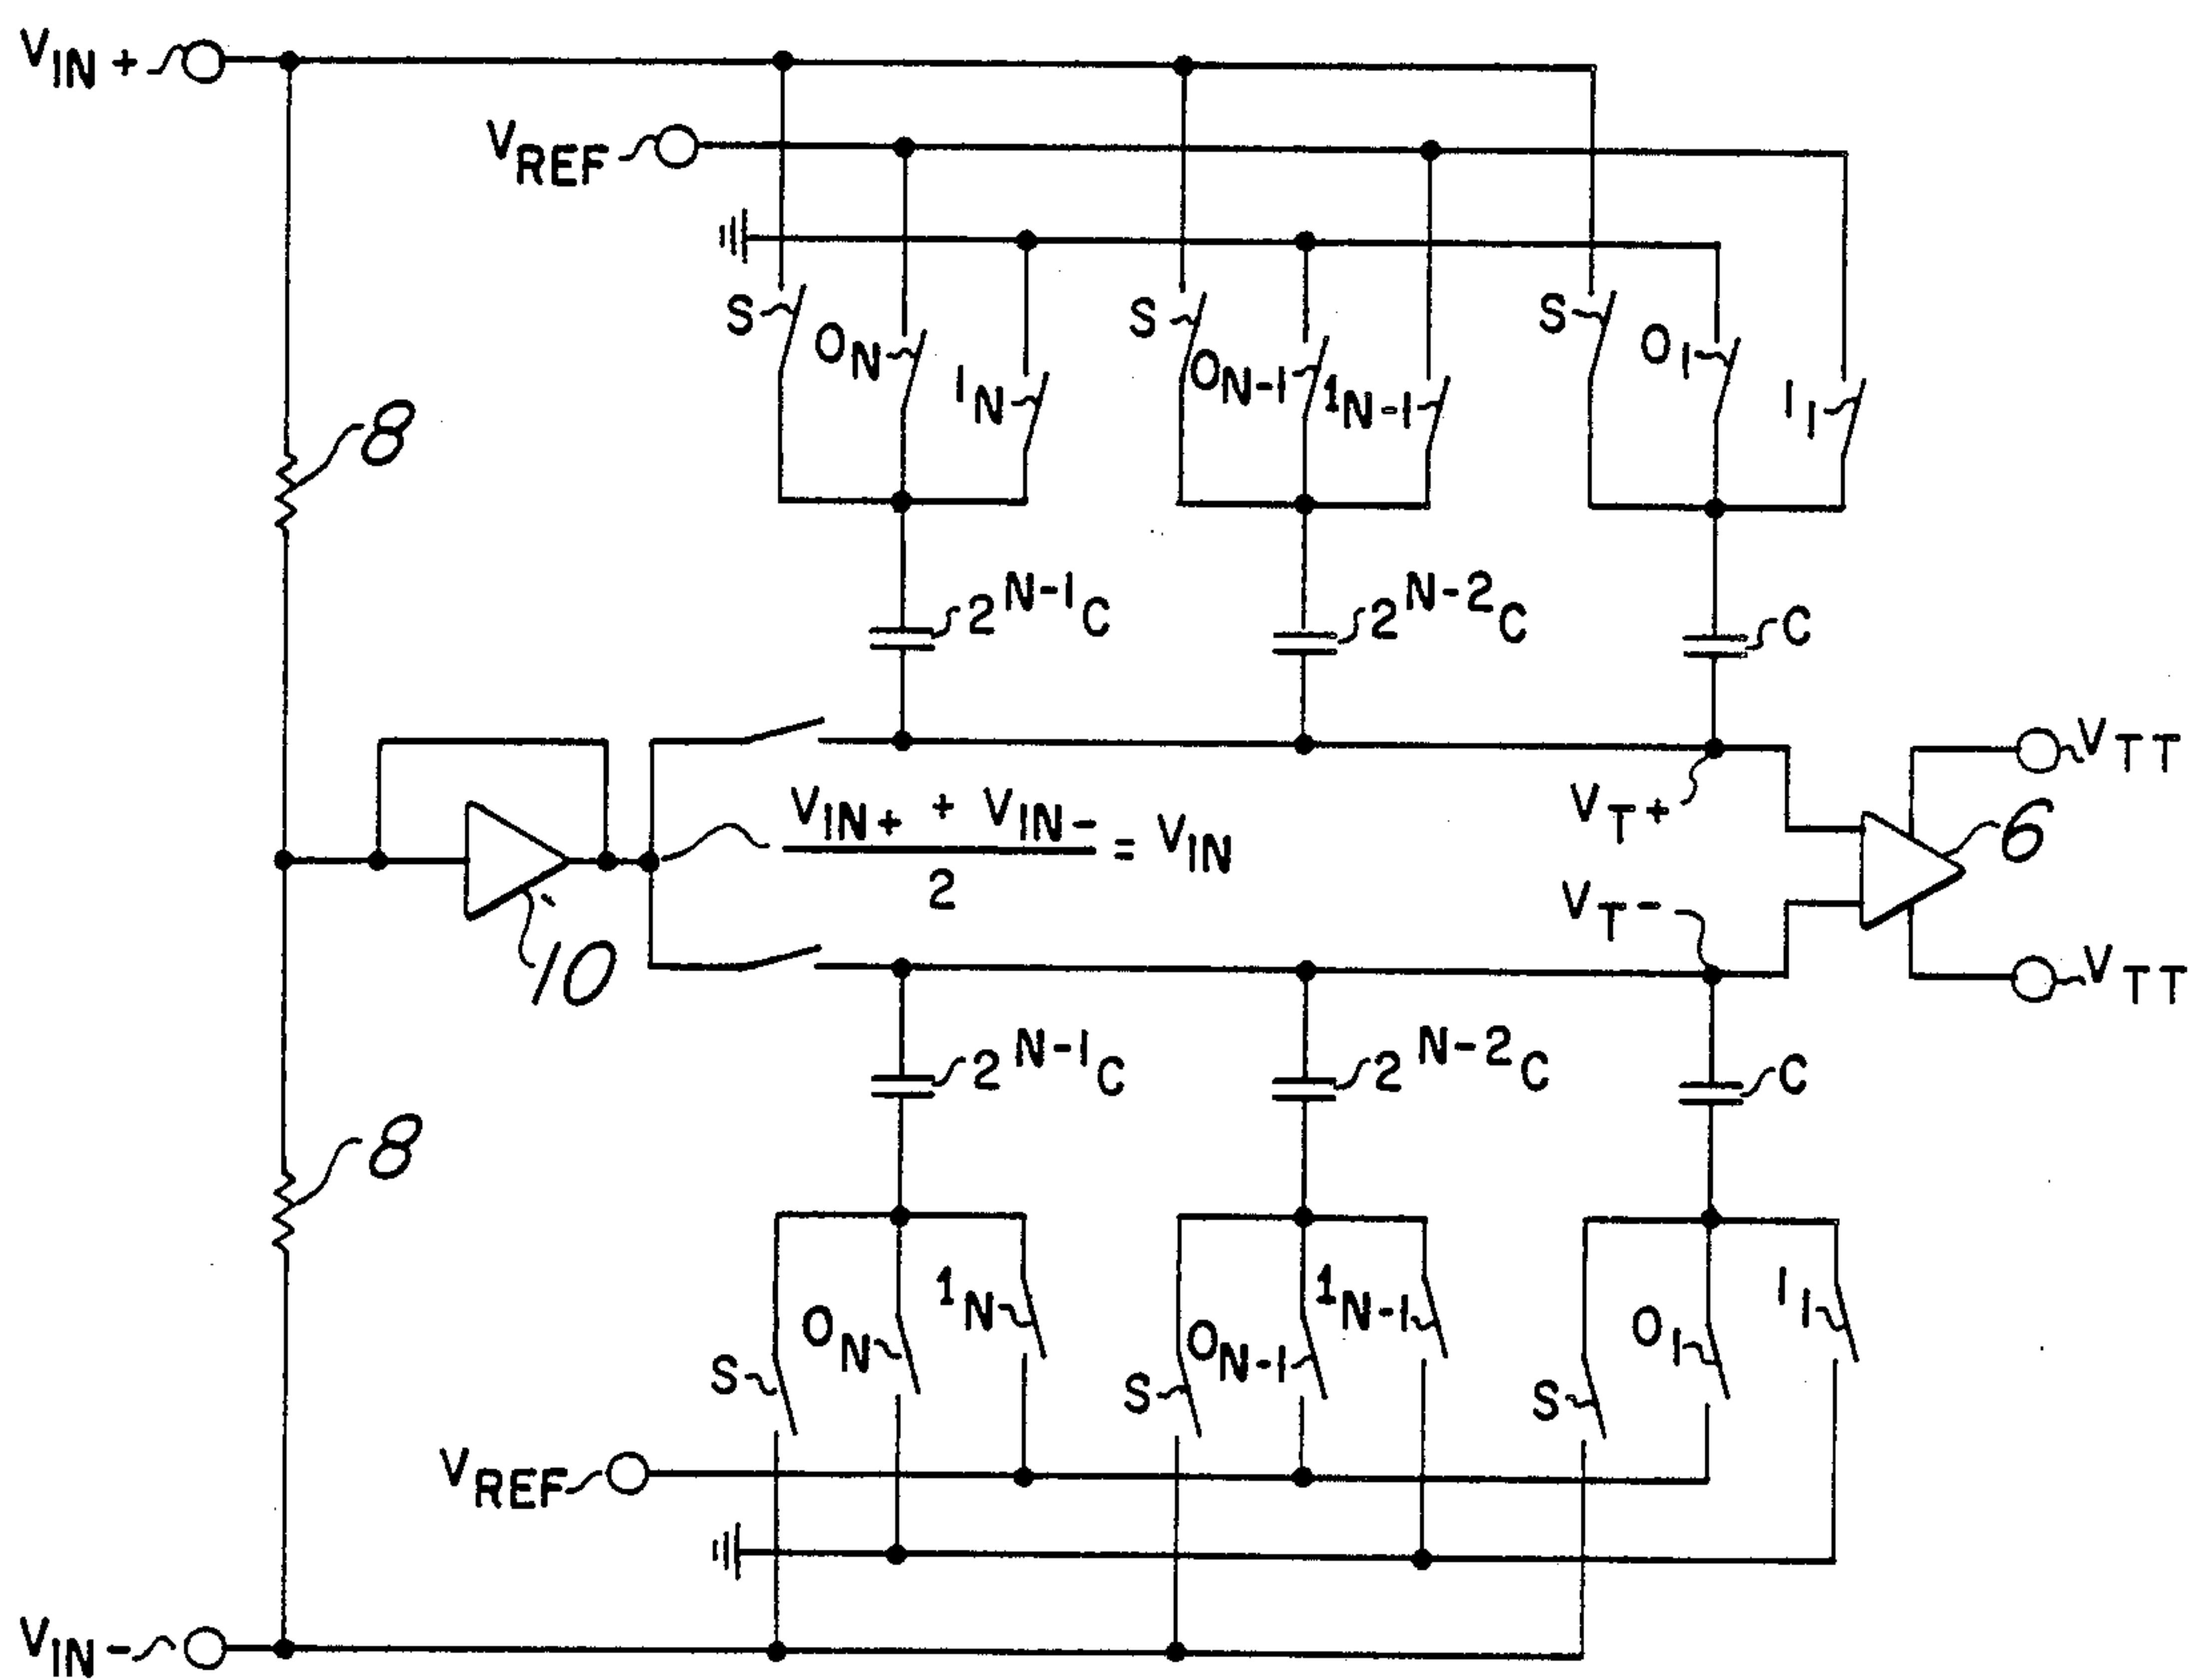 VIN+
VREF
S
0N
1N
S
0N-1
1N-1
S
01
11
8
2N-1C
2N-2C
C
VIN+ + VIN- = VIN
2
VT+
VTT
6
VT-
VTT
10
2N-1C
2N-2C
C
8
S
0N
1N
S
0N-1
1N-1
S
01
11
VREF
VIN-